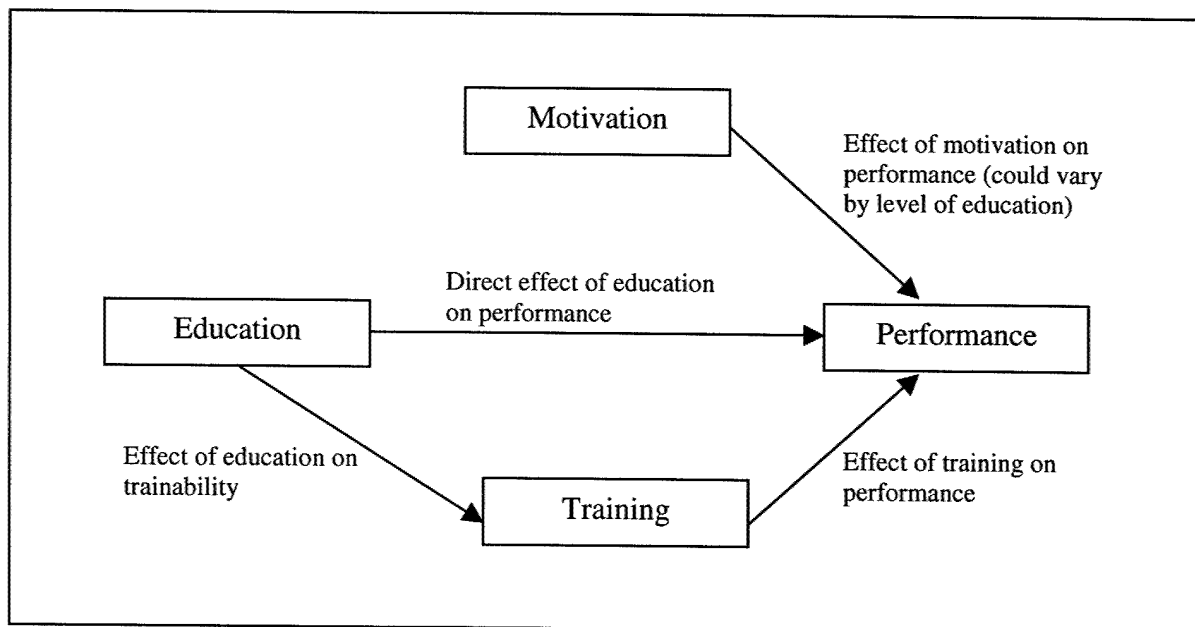 Motivation
Effect of motivation on
performance (could vary
by level of education)
Direct effect of education
on performance
Education
Performance
Effect of education on
trainability
Effect of training on
performance
Training